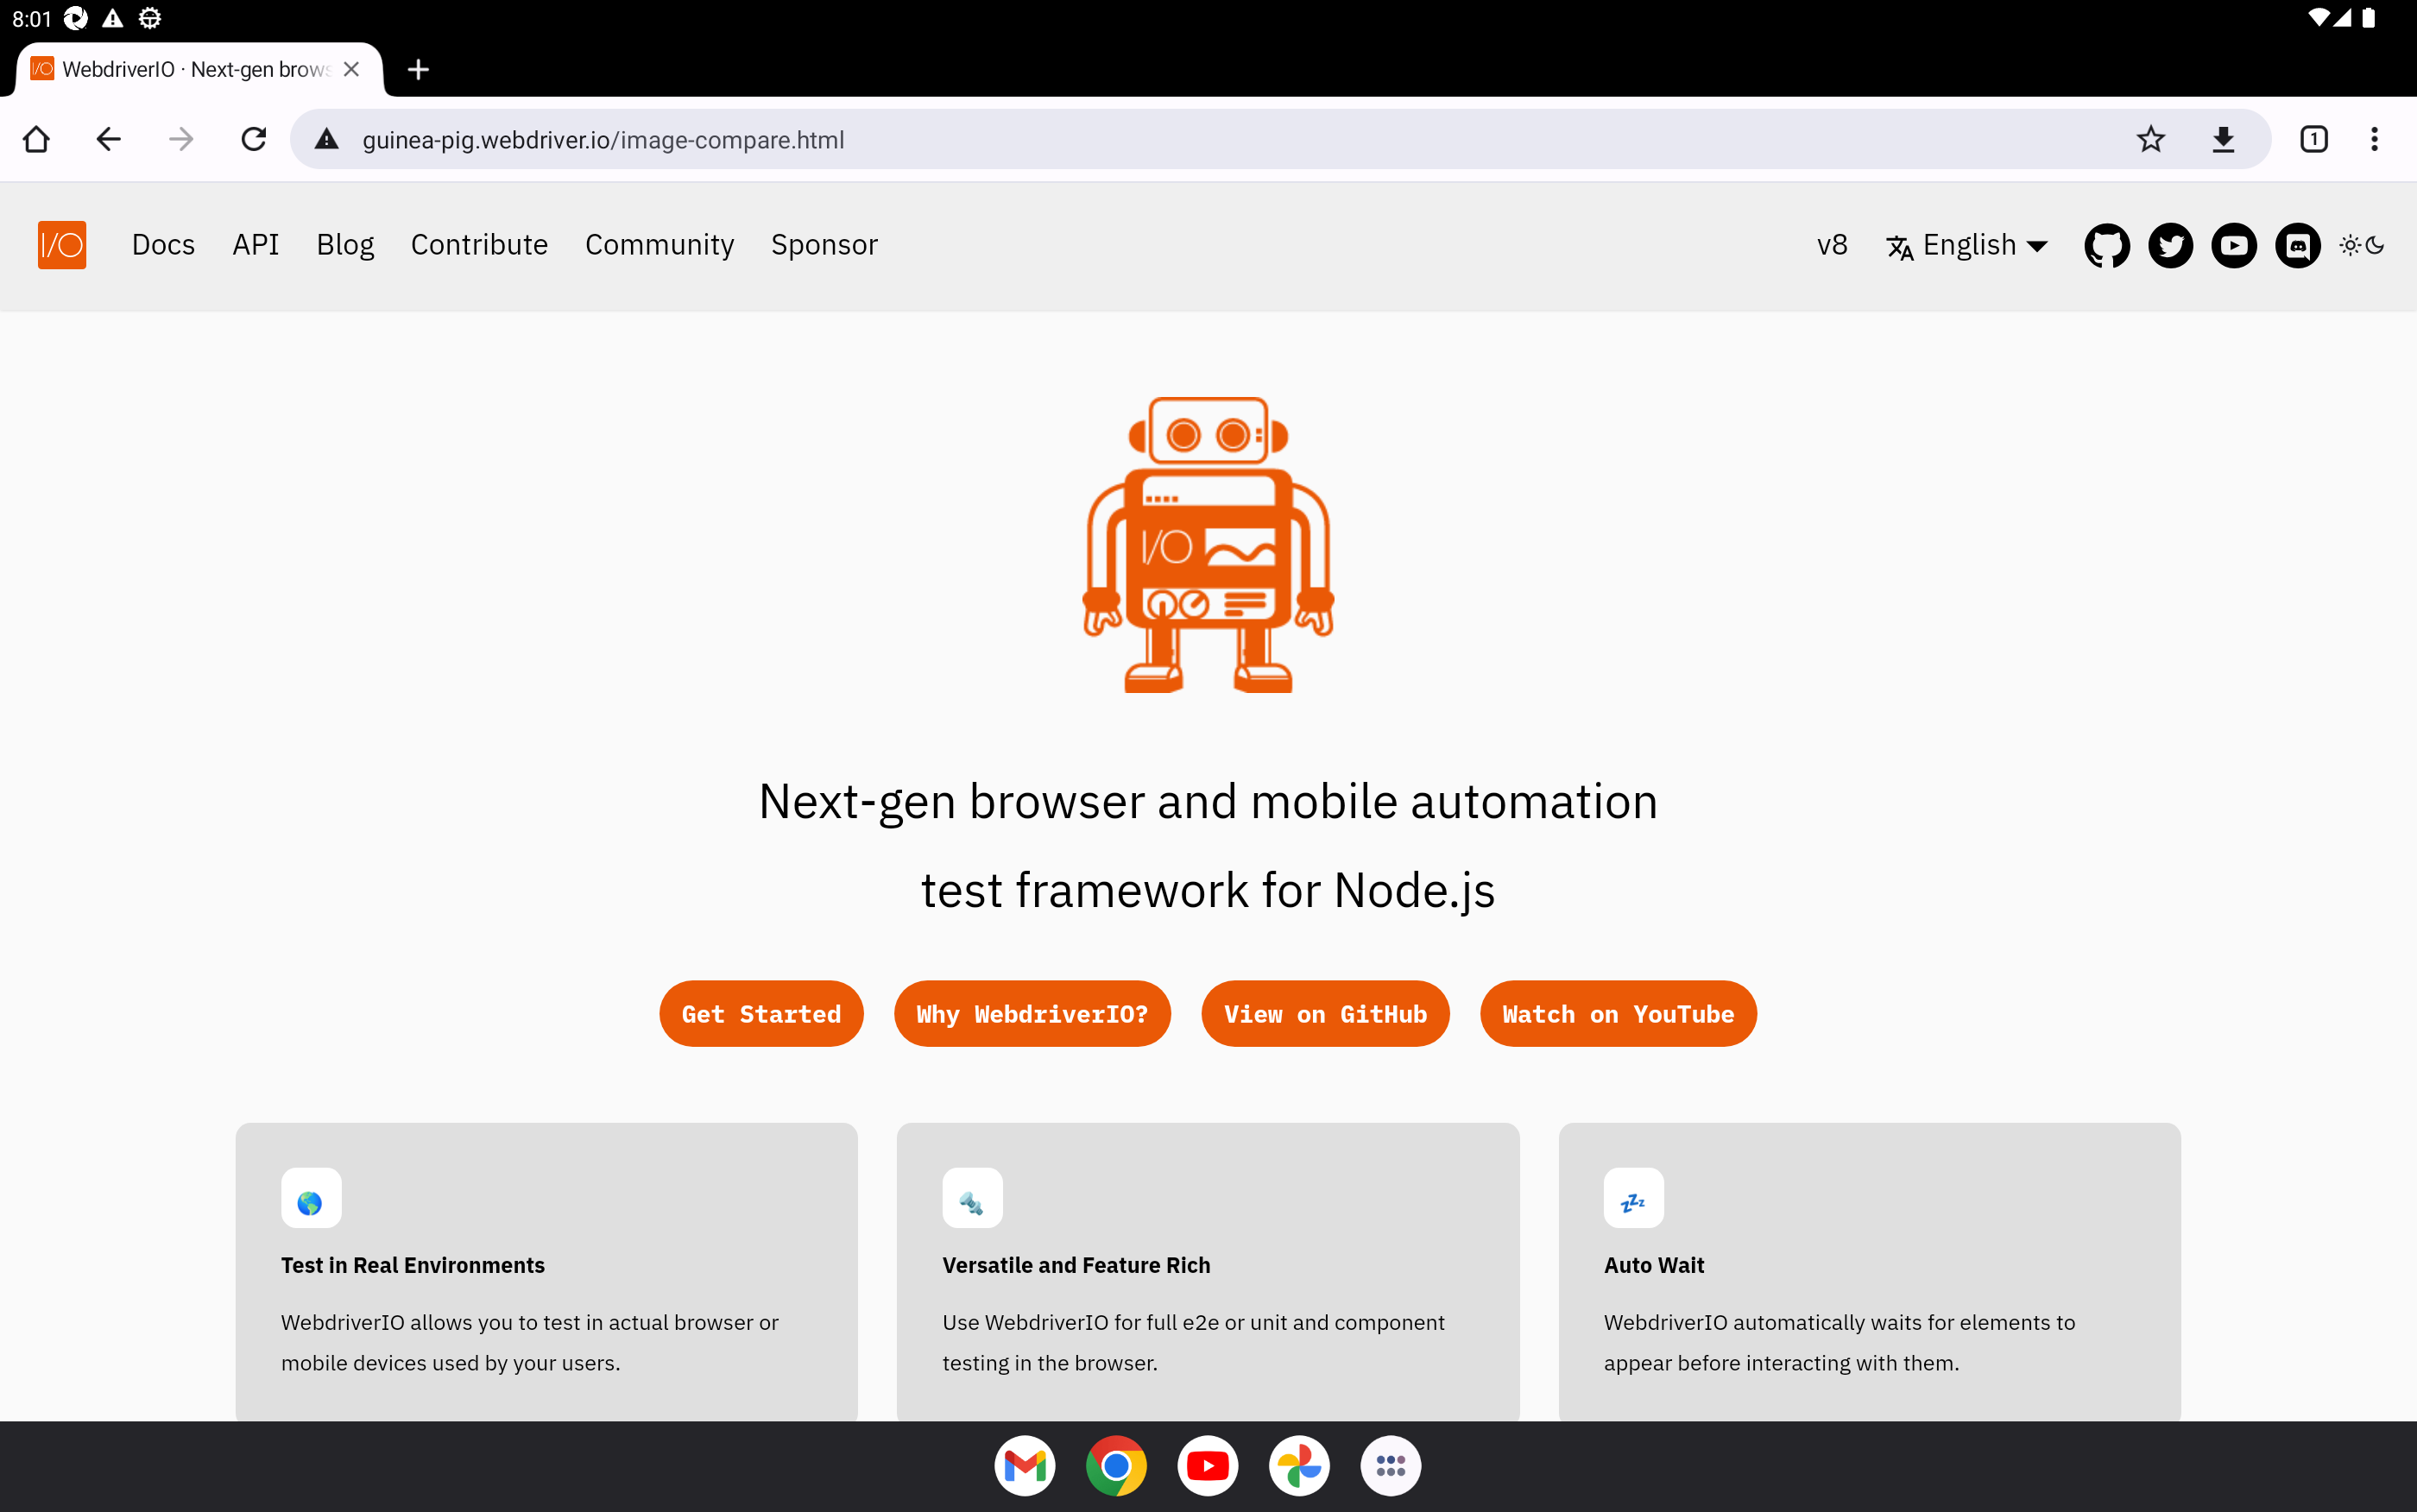 8:01
WebdriverIO · Next-gen brows
guinea-pig.webdriver.io/image-compare.html
1
I/O
Docs API Blog Contribute Community Sponsor v8 English
I/O
Next-gen browser and mobile automation
test framework for Node.js
Get Started Why WebdriverIO? View on GitHub Watch on YouTube
Test in Real Environments
WebdriverIO allows you to test in actual browser or
mobile devices used by your users.
Versatile and Feature Rich
Use WebdriverIO for full e2e or unit and component
testing in the browser.
Auto Wait
WebdriverIO automatically waits for elements to
appear before interacting with them.